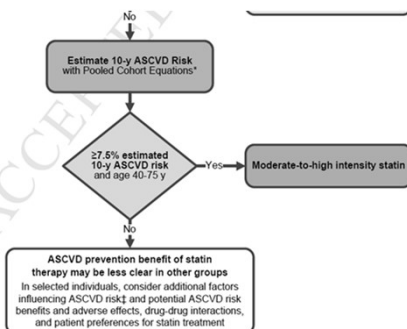 No
Estimate 10-y ASCVD Risk
with Pooled Cohort Equations*
≥7.5% estimated
10-y ASCVD risk
and age 40-75 y
Yes
Moderate-to-high intensity statin
No
ASCVD prevention benefit of statin
therapy may be less clear in other groups
In selected individuals, consider additional factors
influencing ASCVD risk‡ and potential ASCVD risk
benefits and adverse effects, drug-drug interactions,
and patient preferences for statin treatment